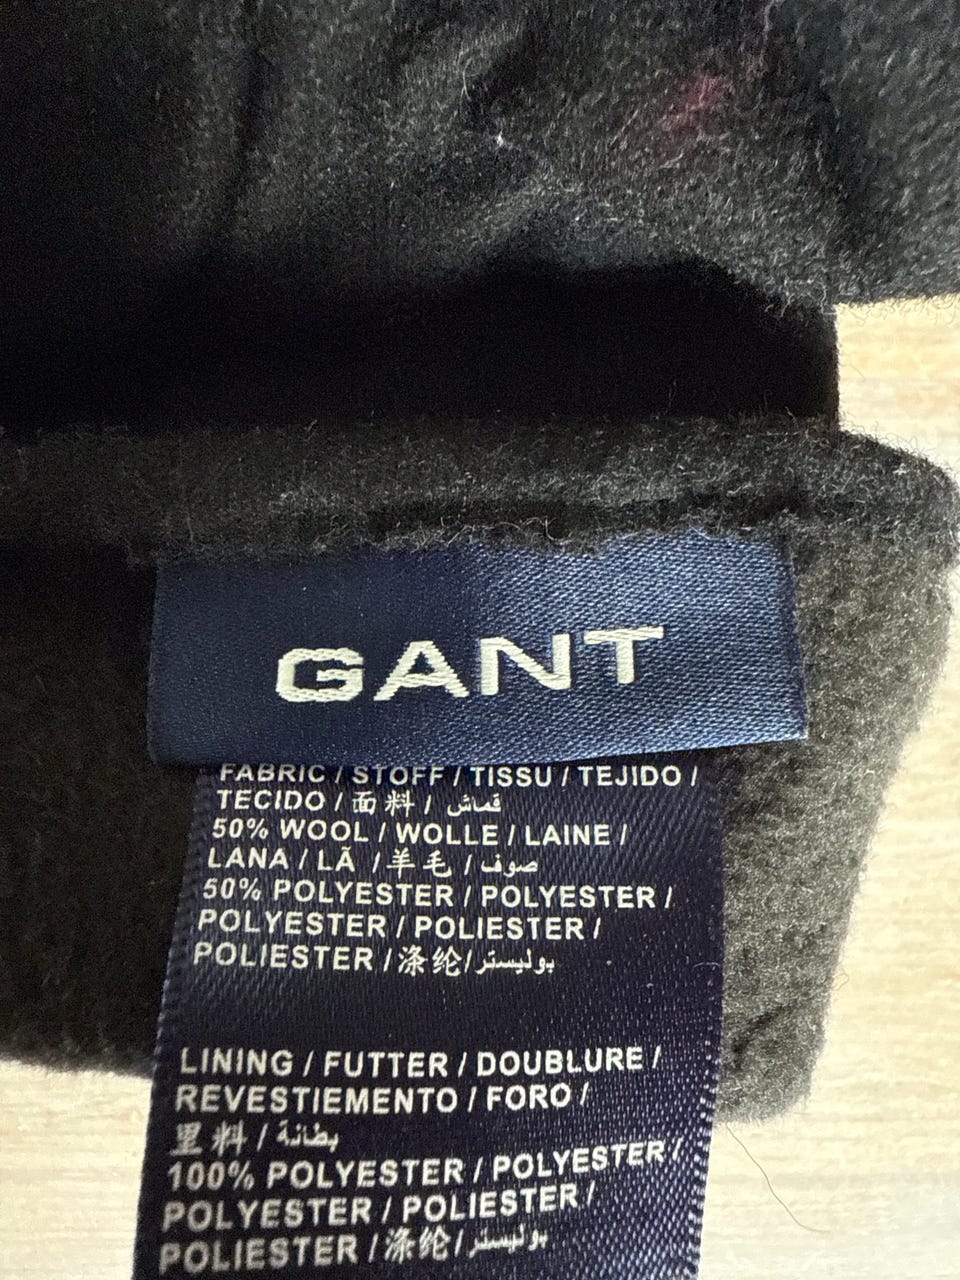 GANT
FABRIC / STOFF / TISSU / TEJIDO /
TECIDO / 面料 / قماش
50% WOOL / WOLLE / LAINE /
LANA / LÃ / 羊毛 / صوف
50% POLYESTER / POLYESTER /
POLYESTER / POLIESTER /
POLIESTER / 涤纶 / بوليستر
LINING / FUTTER / DOUBLURE /
REVESTIEMENTO / FORO /
里料 / بطانة
100% POLYESTER / POLYESTER /
POLYESTER / POLIESTER /
POLIESTER / 涤纶 / بوليستر